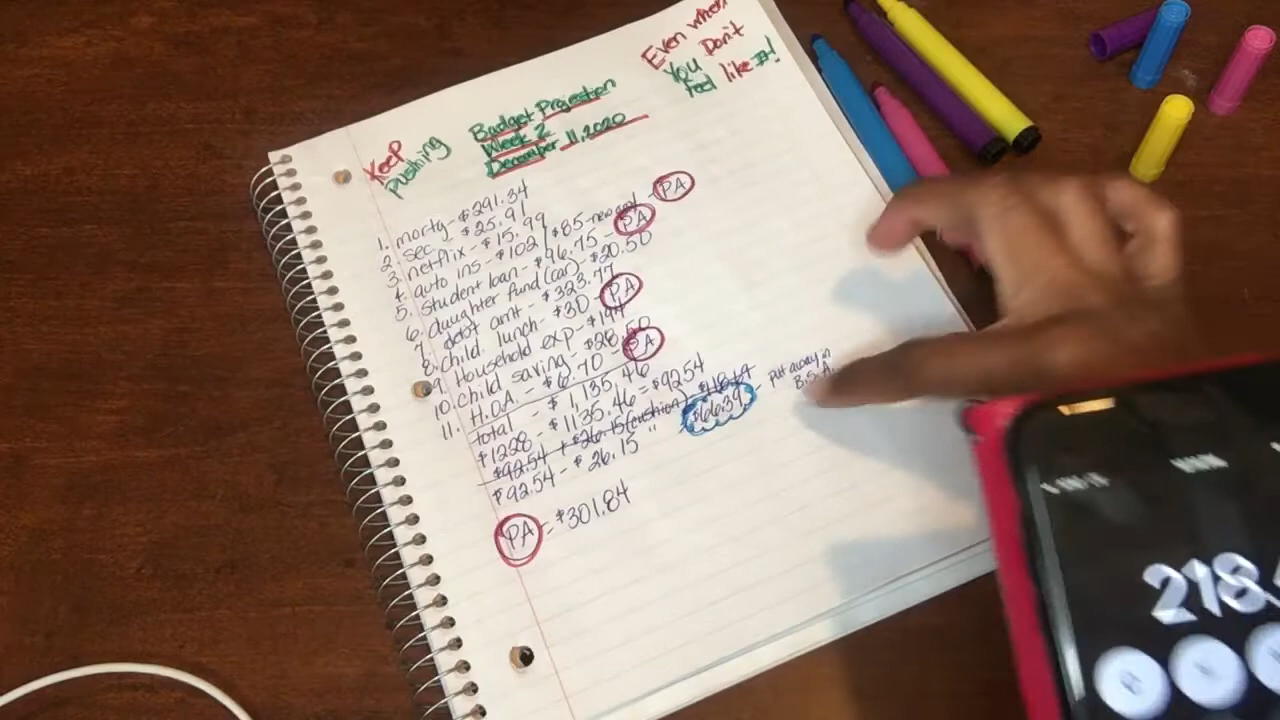 Keep
Pushing
Budget Projection
Week 2
December 11, 2020
Even when
You Don't
feel like It!
1. morty - $291.34
2. sec - $25.91
3. netflix - $15.99
4. auto ins - $102 / $85 - new - PA
5. student loan - $96.75 - PA
6. daughter fund (car) - $20.50
7. debt amt - $323.77
8. child. lunch - $30 - PA
9. Household exp - $194
10. child saving - $28.50
11. H.O.A. - $6.70 - PA
total - $1,135.46
$1228 - $1135.46 = $92.54
$92.54 + $26.15 (cushion)
$92.54 - $26.15 " - $66.39 - put away in
B.S.A.
PA - $301.84
218.